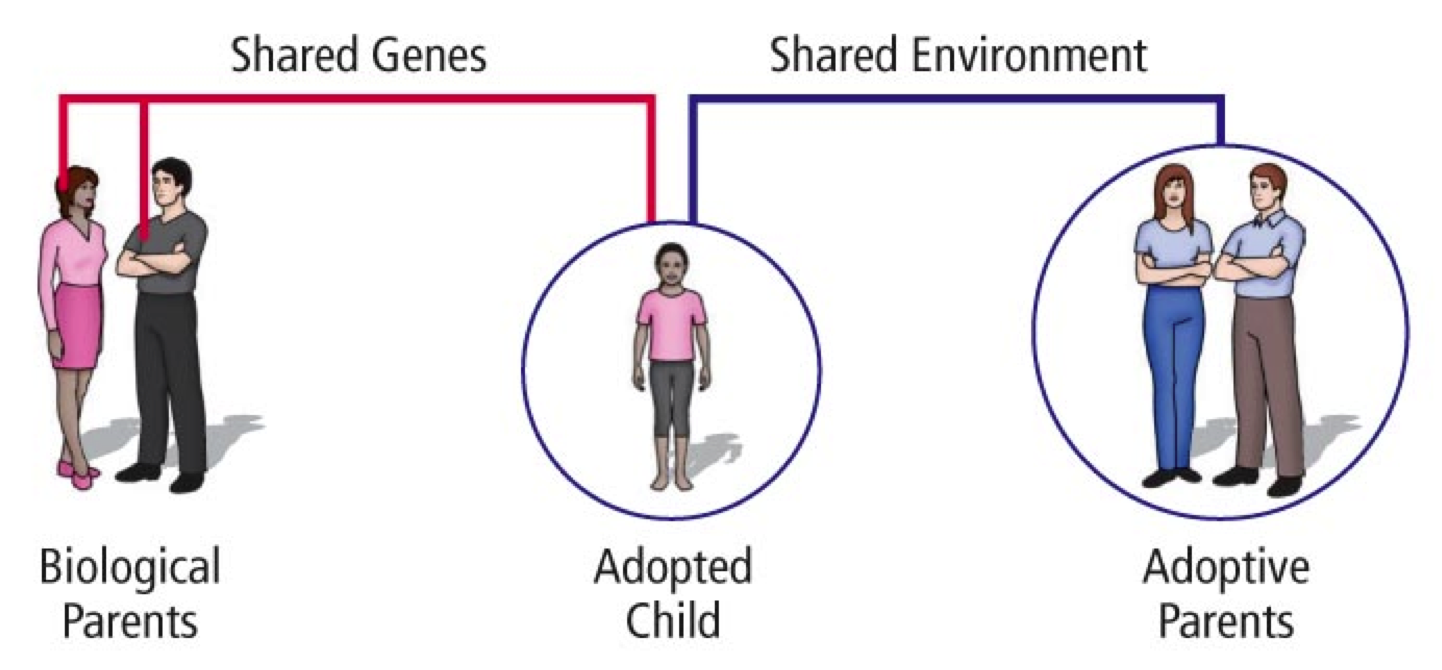 Shared Genes
Shared Environment
Biological
Parents
Adopted
Child
Adoptive
Parents